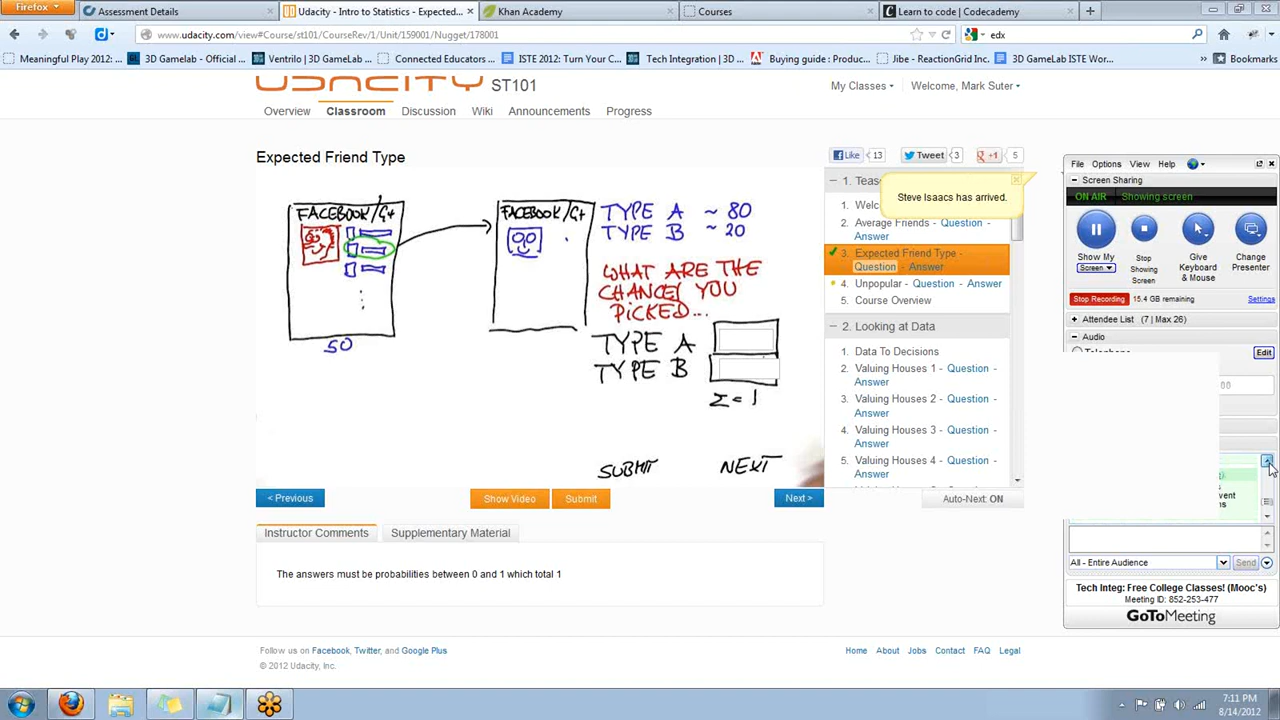 Firefox
Assessment Details
Udacity - Intro to Statistics - Expected...
Khan Academy
Courses
Learn to code | Codecademy
www.udacity.com/view#Course/st101/CourseRev/1/Unit/159001/Nugget/178001
edx
Meaningful Play 2012: ...
3D Gamelab - Official ...
Ventrilo | 3D GameLab ...
Connected Educators ...
ISTE 2012: Turn Your C...
Tech Integration | 3D ...
Buying guide : Produc...
Jibe - ReactionGrid Inc.
3D GameLab ISTE Wor...
Bookmarks
UDACITY ST101
My Classes
Welcome, Mark Suter
Overview
Classroom
Discussion
Wiki
Announcements
Progress
Expected Friend Type
Like 13
Tweet 3
+1 5
FACEBOOK/G+
50
FACEBOOK/G+
TYPE A ~ 80
TYPE B ~ 20
WHAT ARE THE
CHANCES YOU
PICKED...
TYPE A
TYPE B
Σ = 1
SUBMIT
NEXT
1. Teas
1. Welc
2. Average Friends - Question -
Answer
3. Expected Friend Type -
Question - Answer
4. Unpopular - Question - Answer
5. Course Overview
2. Looking at Data
1. Data To Decisions
2. Valuing Houses 1 - Question -
Answer
3. Valuing Houses 2 - Question -
Answer
4. Valuing Houses 3 - Question -
Answer
5. Valuing Houses 4 - Question -
Answer
Steve Isaacs has arrived.
< Previous
Show Video
Submit
Next >
Auto-Next: ON
Instructor Comments
Supplementary Material
The answers must be probabilities between 0 and 1 which total 1
Follow us on Facebook, Twitter, and Google Plus
© 2012 Udacity, Inc.
Home
About
Jobs
Contact
FAQ
Legal
File
Options
View
Help
Screen Sharing
ON AIR
Showing screen
Show My
Screen
Stop
Showing
Screen
Give
Keyboard
& Mouse
Change
Presenter
Stop Recording
15.4 GB remaining
Settings
Attendee List (7 | Max 26)
Audio
Telephone
Edit
All - Entire Audience
Send
Tech Integ: Free College Classes! (Mooc's)
Meeting ID: 852-253-477
GoToMeeting
7:11 PM
8/14/2012